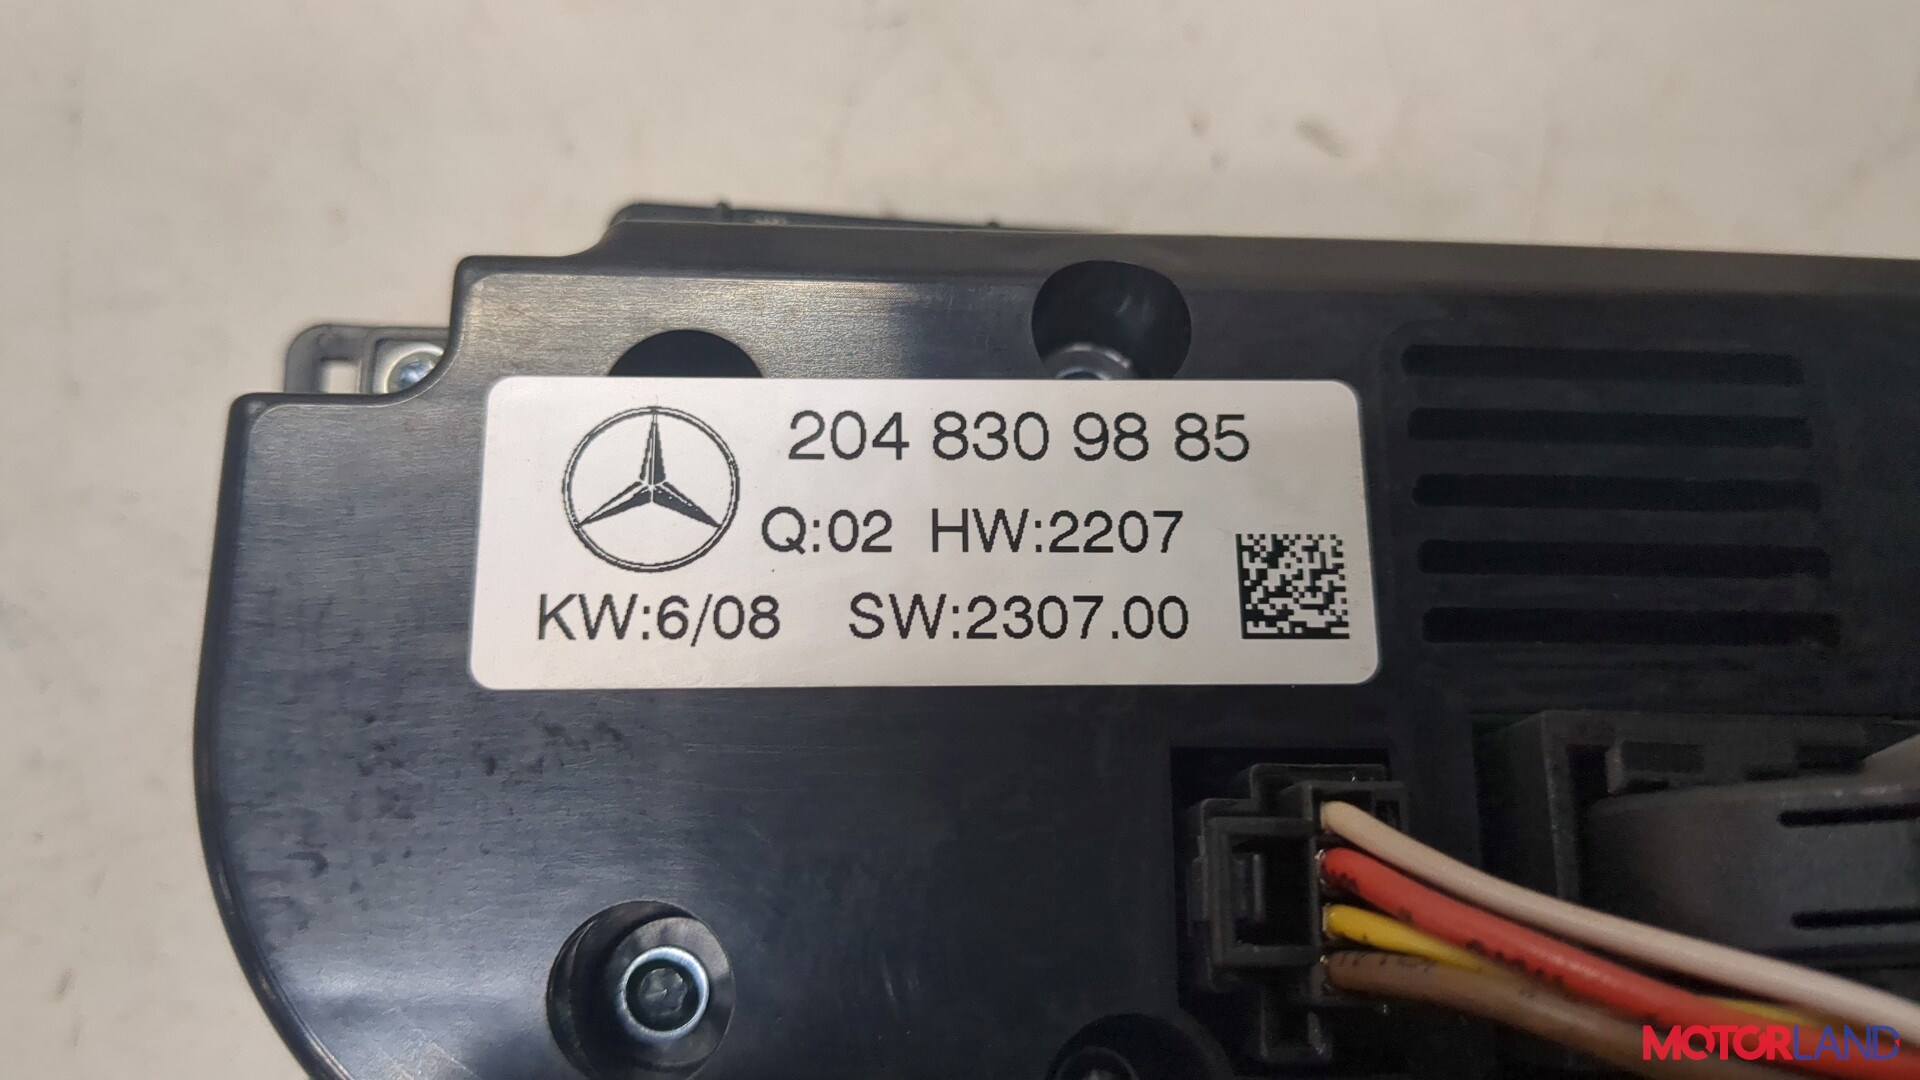 204 830 98 85
Q:02 HW:2207
KW:6/08 SW:2307.00
MOTORLAND